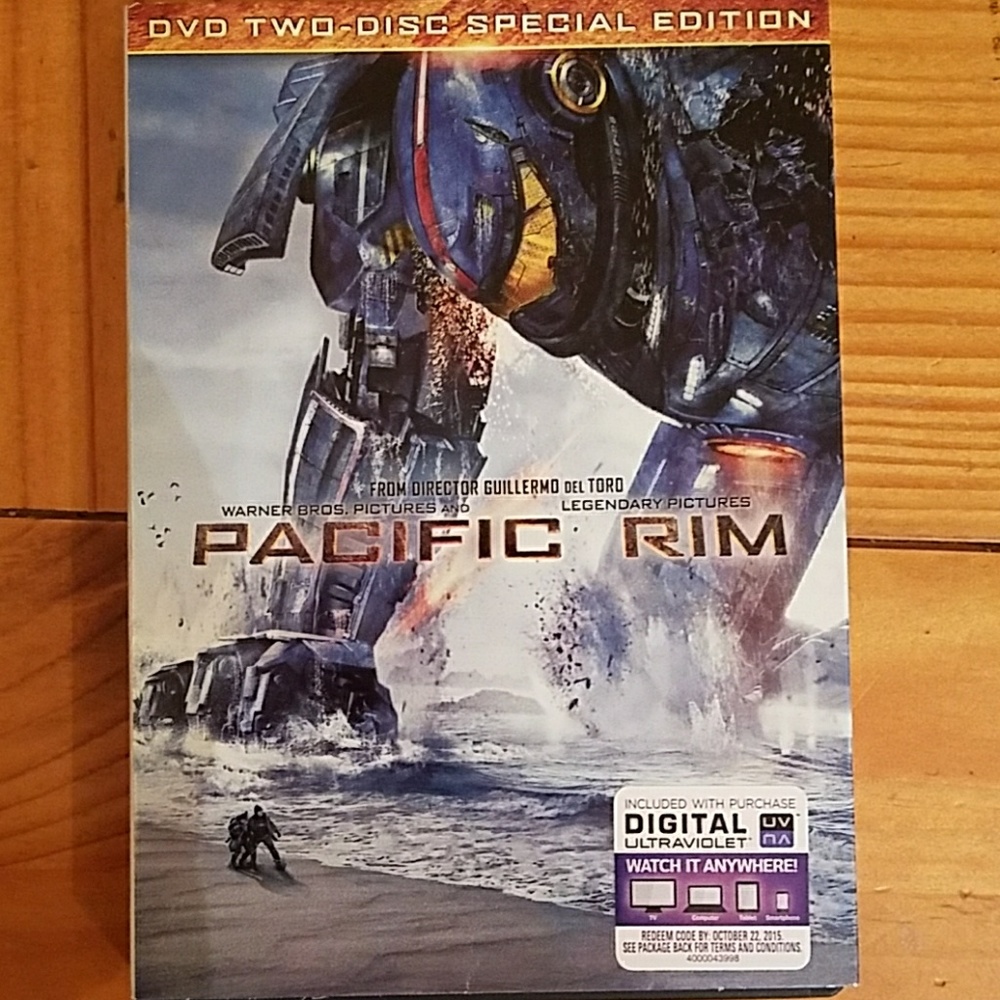 DVD TWO-DISC SPECIAL EDITION
FROM DIRECTOR GUILLERMO DEL TORO
WARNER BROS. PICTURES AND LEGENDARY PICTURES
PACIFIC RIM
INCLUDED WITH PURCHASE
DIGITAL UV
ULTRAVIOLET™
WATCH IT ANYWHERE!
TV Computer Tablet Smartphone
REDEEM CODE BY: OCTOBER 22, 2015.
SEE PACKAGE BACK FOR TERMS AND CONDITIONS.
4000043998